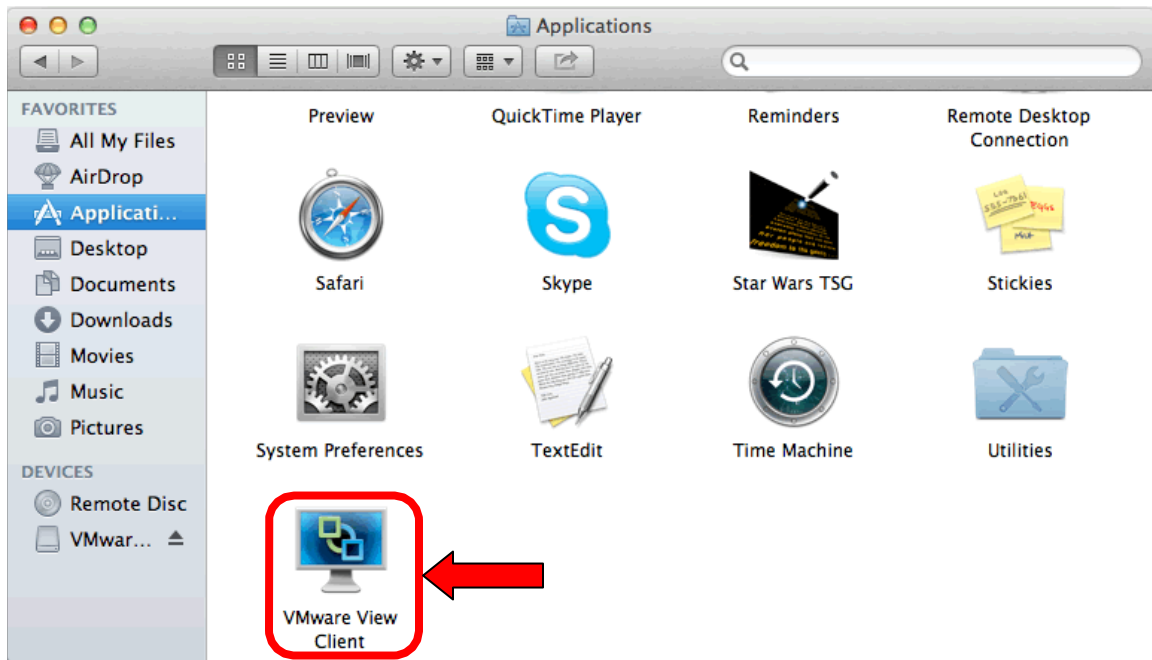 Applications
FAVORITES
All My Files
AirDrop
Applicati...
Desktop
Documents
Downloads
Movies
Music
Pictures
DEVICES
Remote Disc
VMwar...
Preview
QuickTime Player
Reminders
Remote Desktop
Connection
Safari
Skype
Star Wars TSG
Stickies
System Preferences
TextEdit
Time Machine
Utilities
VMware View
Client